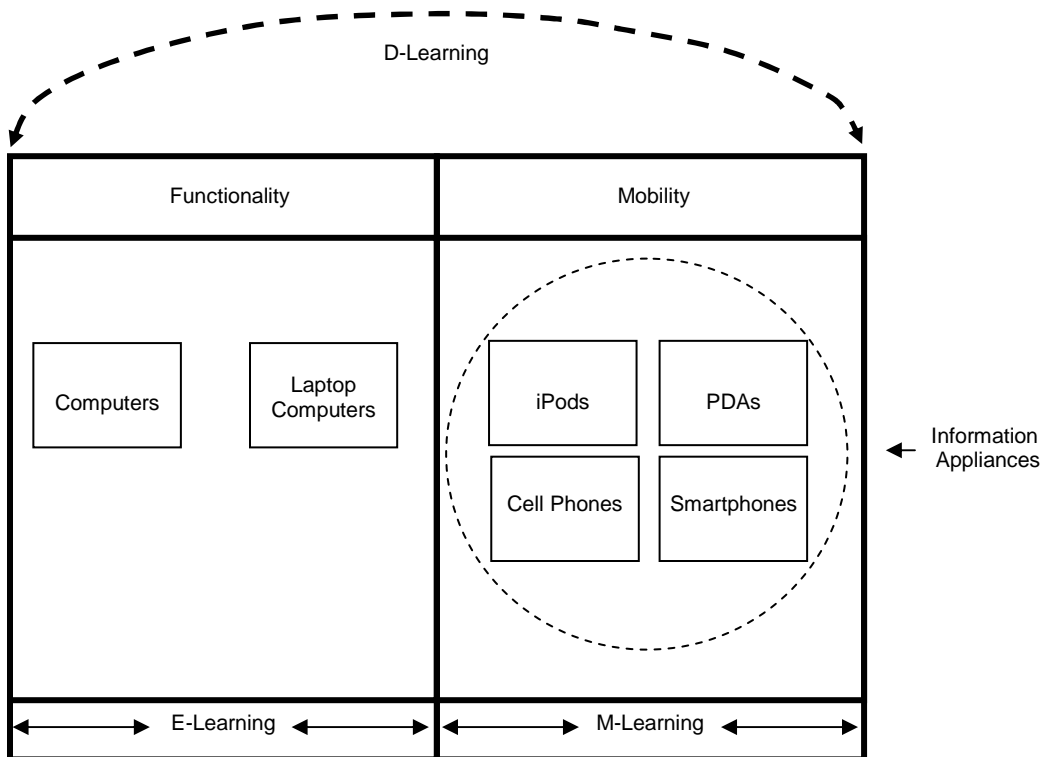 D-Learning
Functionality
Mobility
Computers
Laptop
Computers
iPods
PDAs
Cell Phones
Smartphones
Information
Appliances
E-Learning
M-Learning